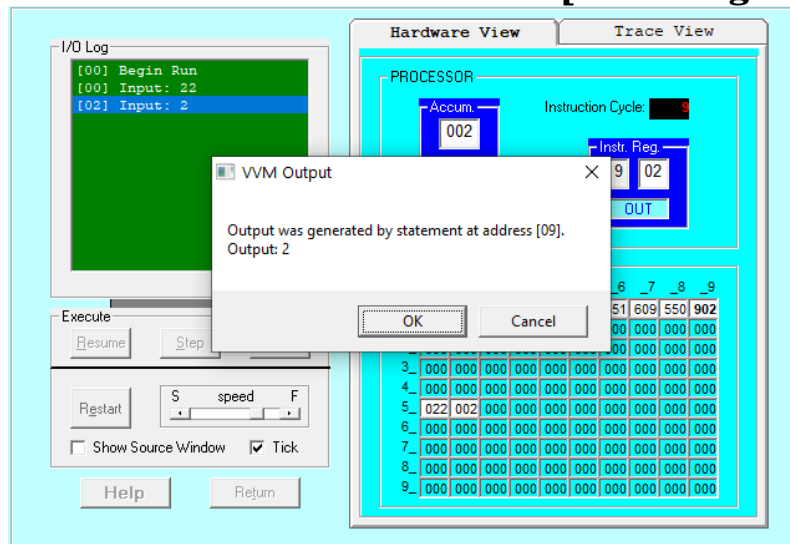 Hardware View
Trace View
I/O Log
[00] Begin Run
[00] Input: 22
[02] Input: 2
PROCESSOR
Accum.
002
Instruction Cycle: 9
Instr. Reg.
9 02
OUT
VVM Output
Output was generated by statement at address [09].
Output: 2
OK
Cancel
_6 _7 _8 _9
51 609 550 902
00 000 000 000
000 000 000
3_ 000 000 000 000 000 000 000 000 000 000
4_ 000 000 000 000 000 000 000 000 000 000
5_ 022 002 000 000 000 000 000 000 000 000
6_ 000 000 000 000 000 000 000 000 000 000
7_ 000 000 000 000 000 000 000 000 000 000
8_ 000 000 000 000 000 000 000 000 000 000
9_ 000 000 000 000 000 000 000 000 000 000
Execute
Resume
Step
Restart
S speed F
Show Source Window
Tick
Help
Return